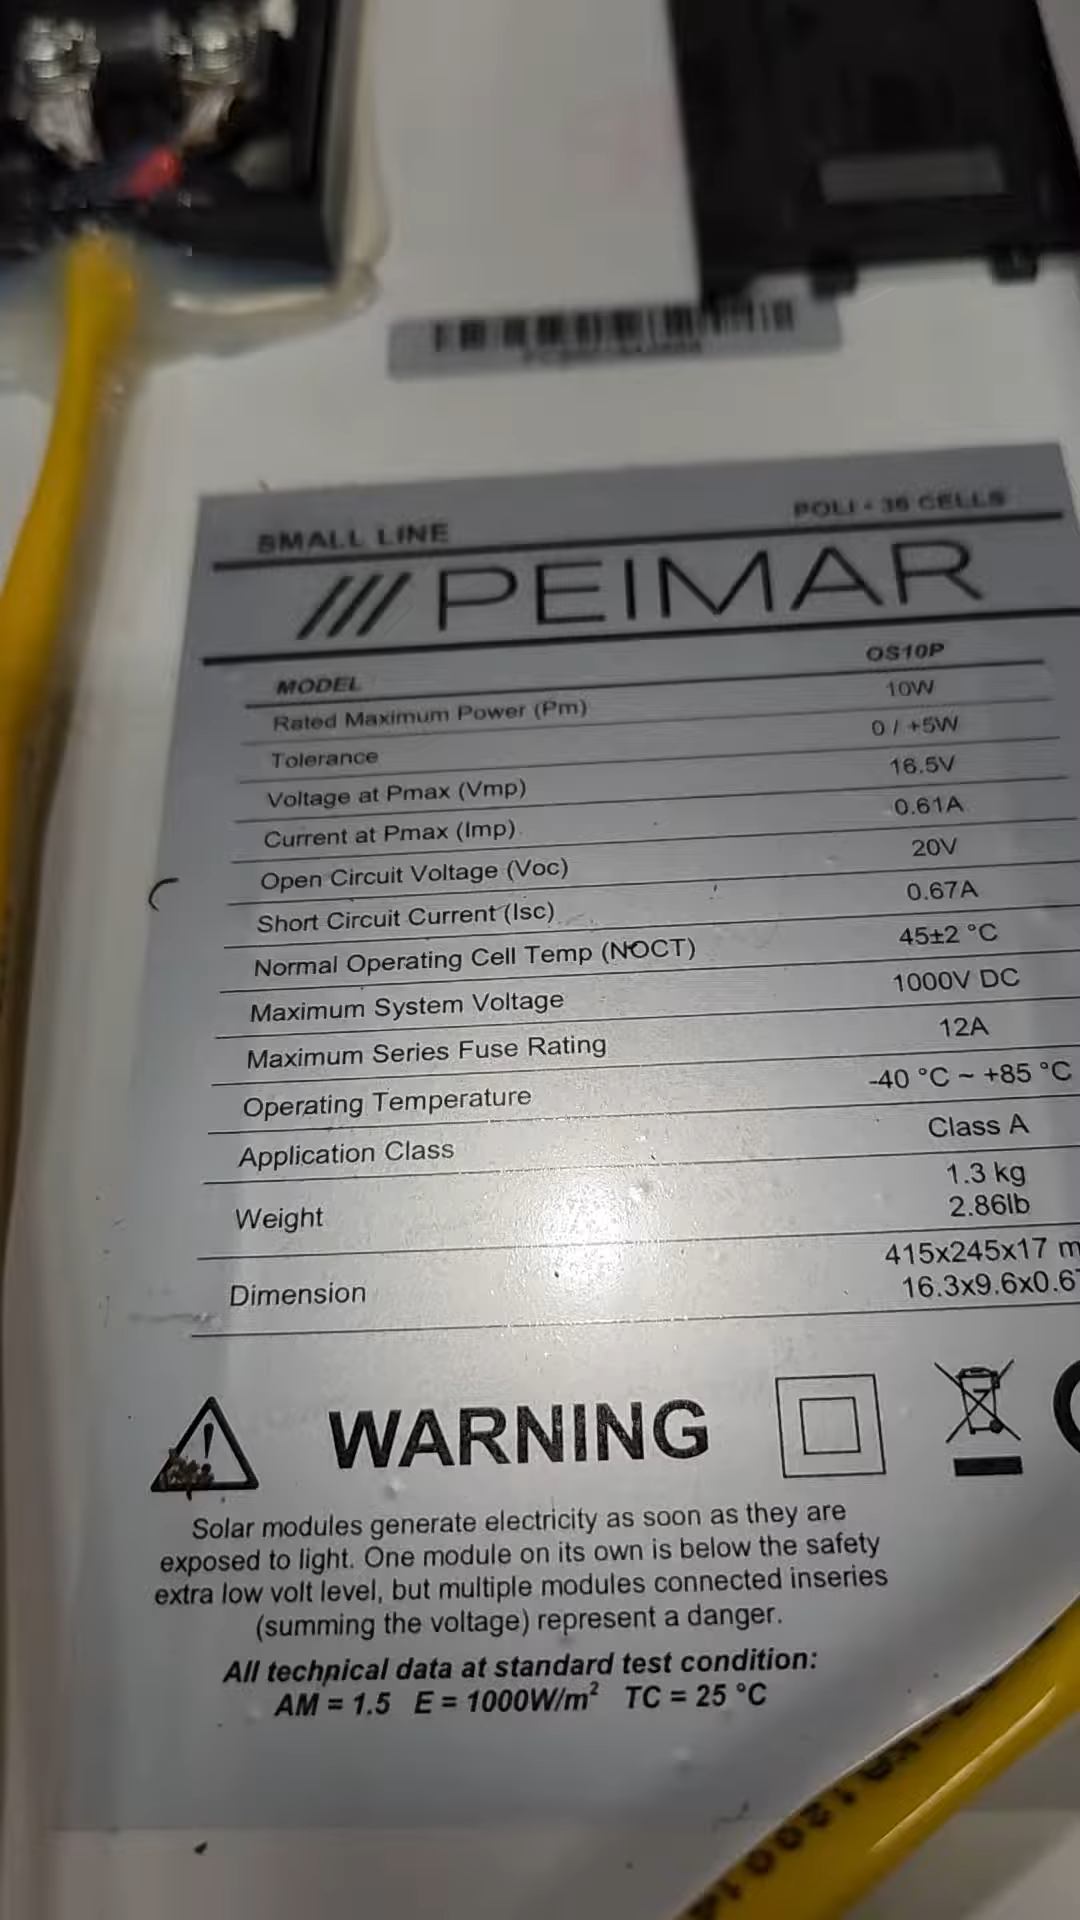 SMALL LINE POLI - 36 CELLS
PEIMAR
MODEL OS10P
Rated Maximum Power (Pm) 10W
Tolerance 0 / +5W
Voltage at Pmax (Vmp) 16.5V
Current at Pmax (Imp) 0.61A
Open Circuit Voltage (Voc) 20V
Short Circuit Current (Isc) 0.67A
Normal Operating Cell Temp (NOCT) 45±2 °C
Maximum System Voltage 1000V DC
Maximum Series Fuse Rating 12A
Operating Temperature -40 °C ~ +85 °C
Application Class Class A
Weight 1.3 kg
2.86lb
Dimension 415x245x17 m
16.3x9.6x0.6
WARNING
Solar modules generate electricity as soon as they are
exposed to light. One module on its own is below the safety
extra low volt level, but multiple modules connected inseries
(summing the voltage) represent a danger.
All technical data at standard test condition:
AM = 1.5 E = 1000W/m² TC = 25 °C